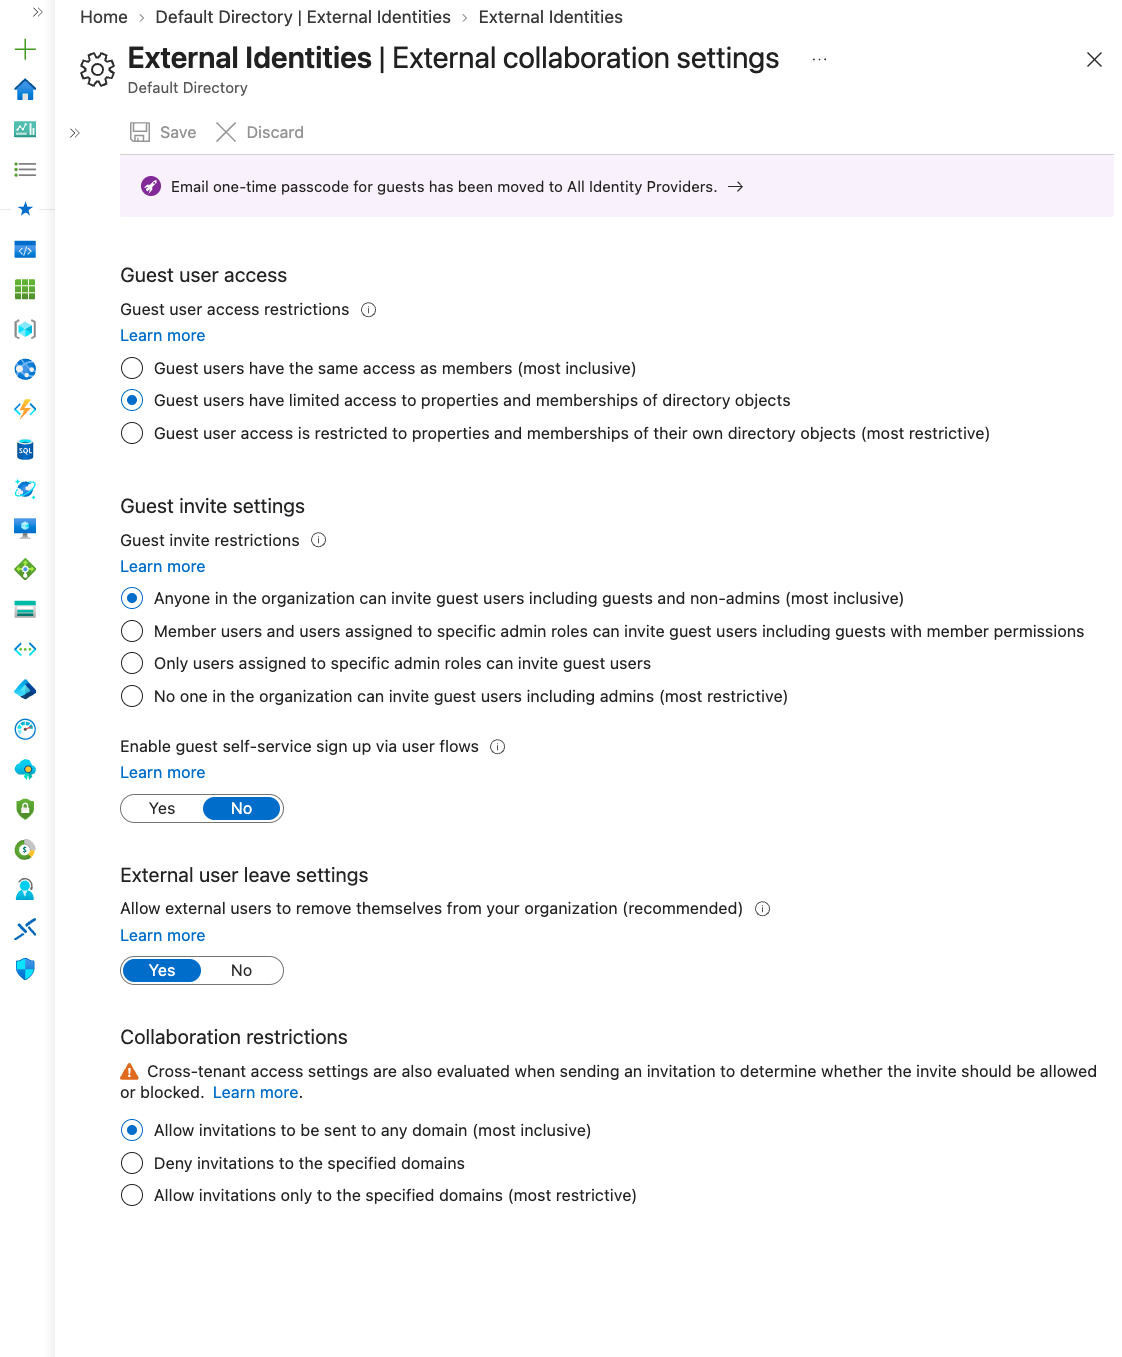 Home > Default Directory | External Identities > External Identities
External Identities | External collaboration settings ...
Default Directory
Save Discard
Email one-time passcode for guests has been moved to All Identity Providers. →
Guest user access
Guest user access restrictions
Learn more
Guest users have the same access as members (most inclusive)
Guest users have limited access to properties and memberships of directory objects
Guest user access is restricted to properties and memberships of their own directory objects (most restrictive)
Guest invite settings
Guest invite restrictions
Learn more
Anyone in the organization can invite guest users including guests and non-admins (most inclusive)
Member users and users assigned to specific admin roles can invite guest users including guests with member permissions
Only users assigned to specific admin roles can invite guest users
No one in the organization can invite guest users including admins (most restrictive)
Enable guest self-service sign up via user flows
Learn more
Yes No
External user leave settings
Allow external users to remove themselves from your organization (recommended)
Learn more
Yes No
Collaboration restrictions
Cross-tenant access settings are also evaluated when sending an invitation to determine whether the invite should be allowed
or blocked. Learn more.
Allow invitations to be sent to any domain (most inclusive)
Deny invitations to the specified domains
Allow invitations only to the specified domains (most restrictive)
SQL